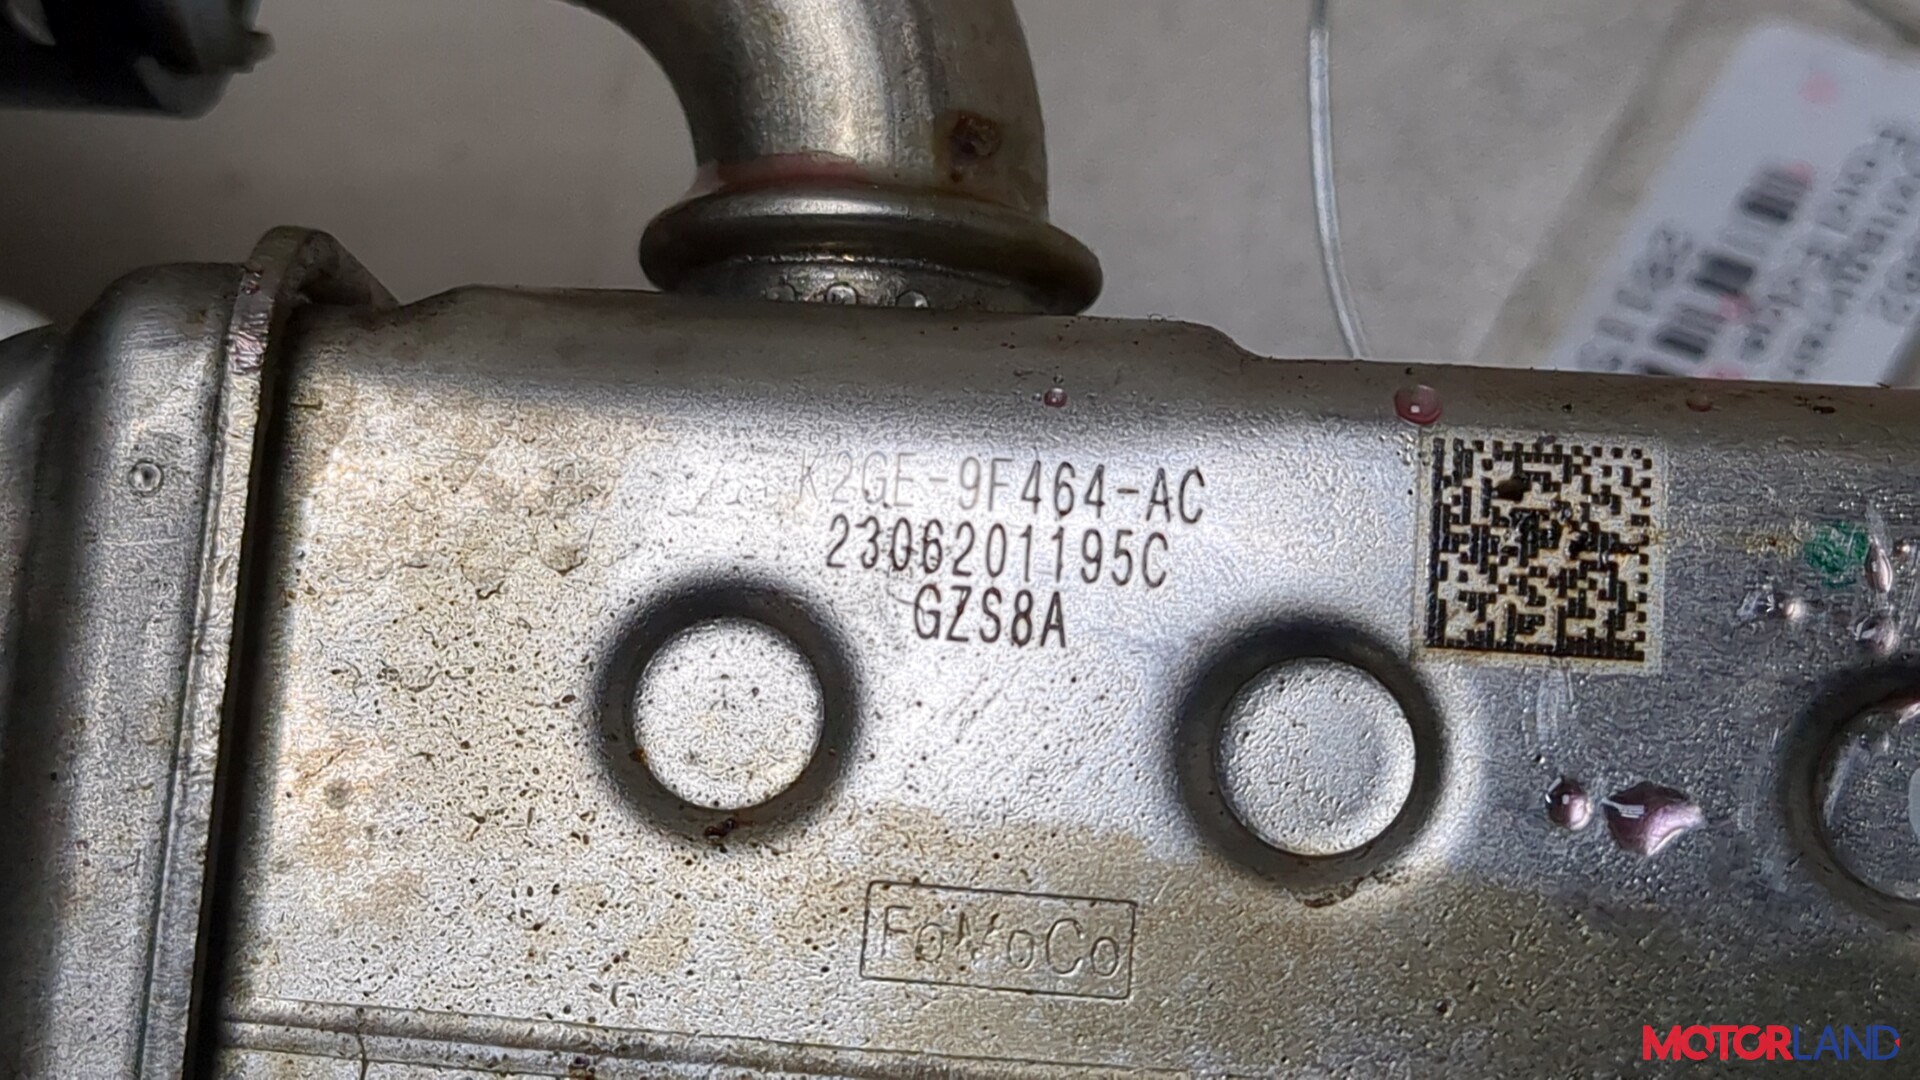 K2GE-9F464-AC
2306201195C
GZS8A
FoMoCo
MOTORLAND